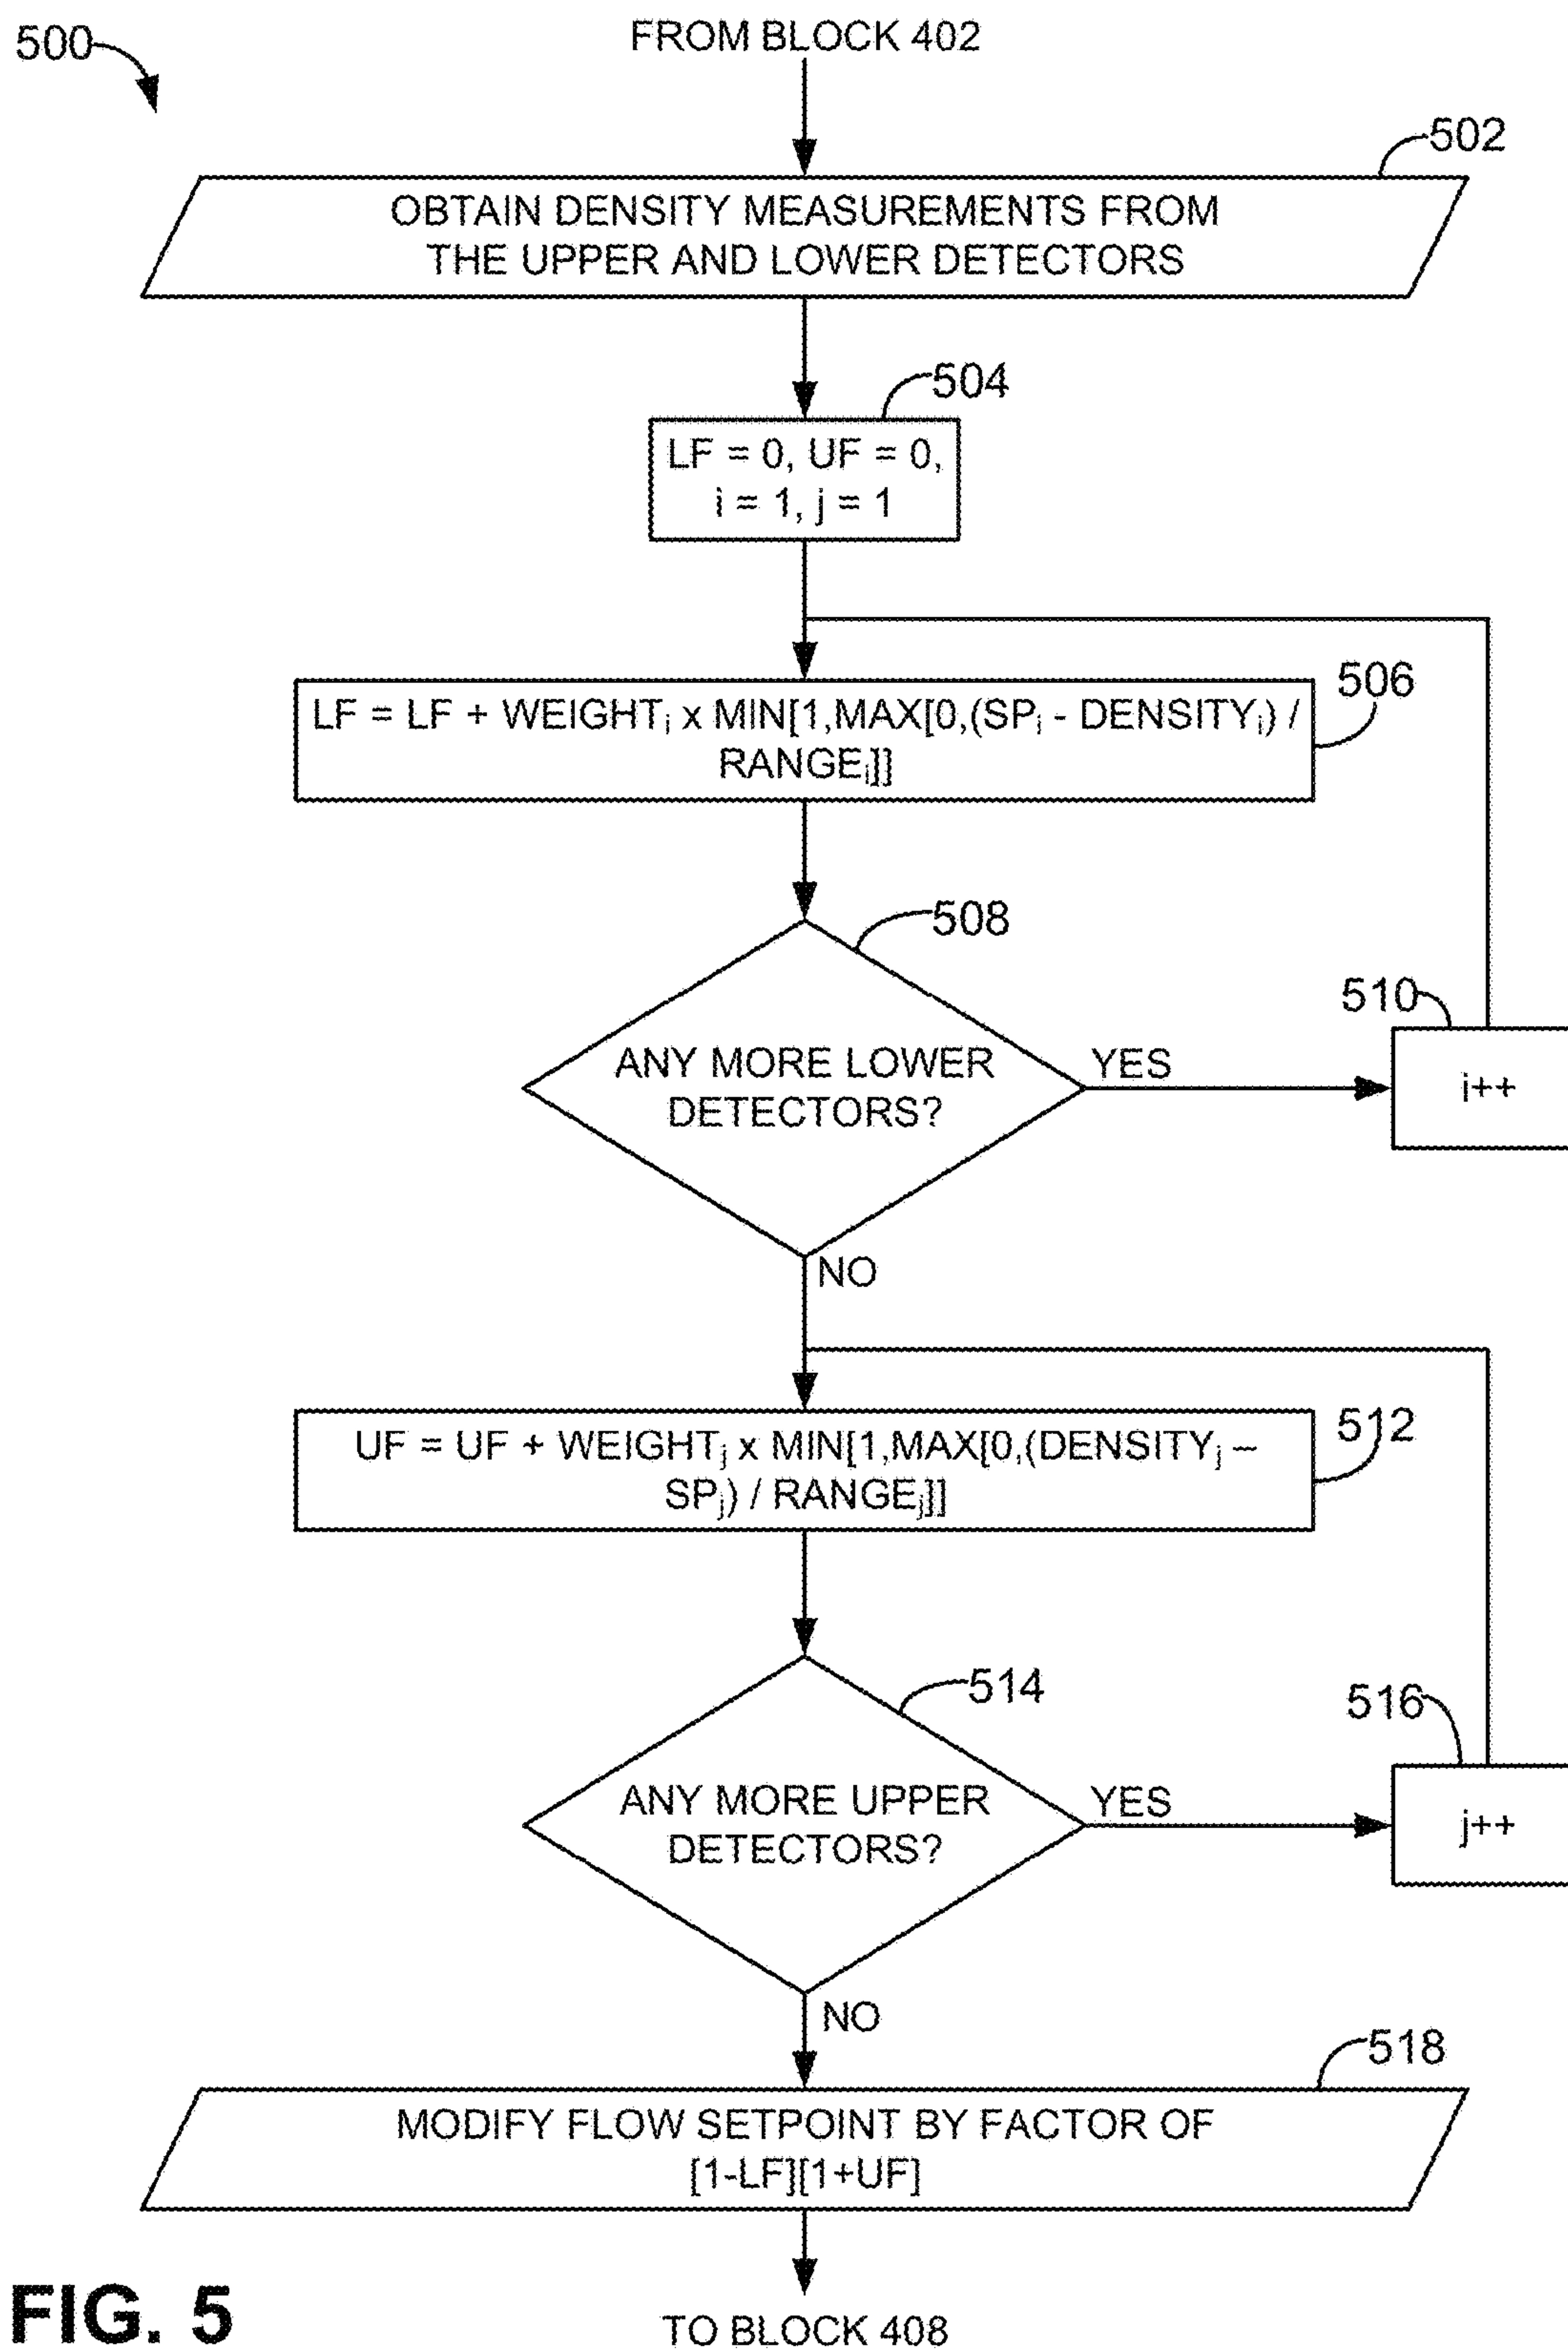 500
FROM BLOCK 402
502
OBTAIN DENSITY MEASUREMENTS FROM
THE UPPER AND LOWER DETECTORS
504
LF = 0, UF = 0,
i = 1, j = 1
506
LF = LF + WEIGHTi x MIN[1,MAX[0,(SPi - DENSITYi) /
RANGEi]]
508
510
ANY MORE LOWER
DETECTORS?
YES
i++
NO
512
UF = UF + WEIGHTj x MIN[1,MAX[0,(DENSITYj –
SPj) / RANGEj]]
514
516
ANY MORE UPPER
DETECTORS?
YES
j++
NO
518
MODIFY FLOW SETPOINT BY FACTOR OF
[1-LF][1+UF]
FIG. 5
TO BLOCK 408